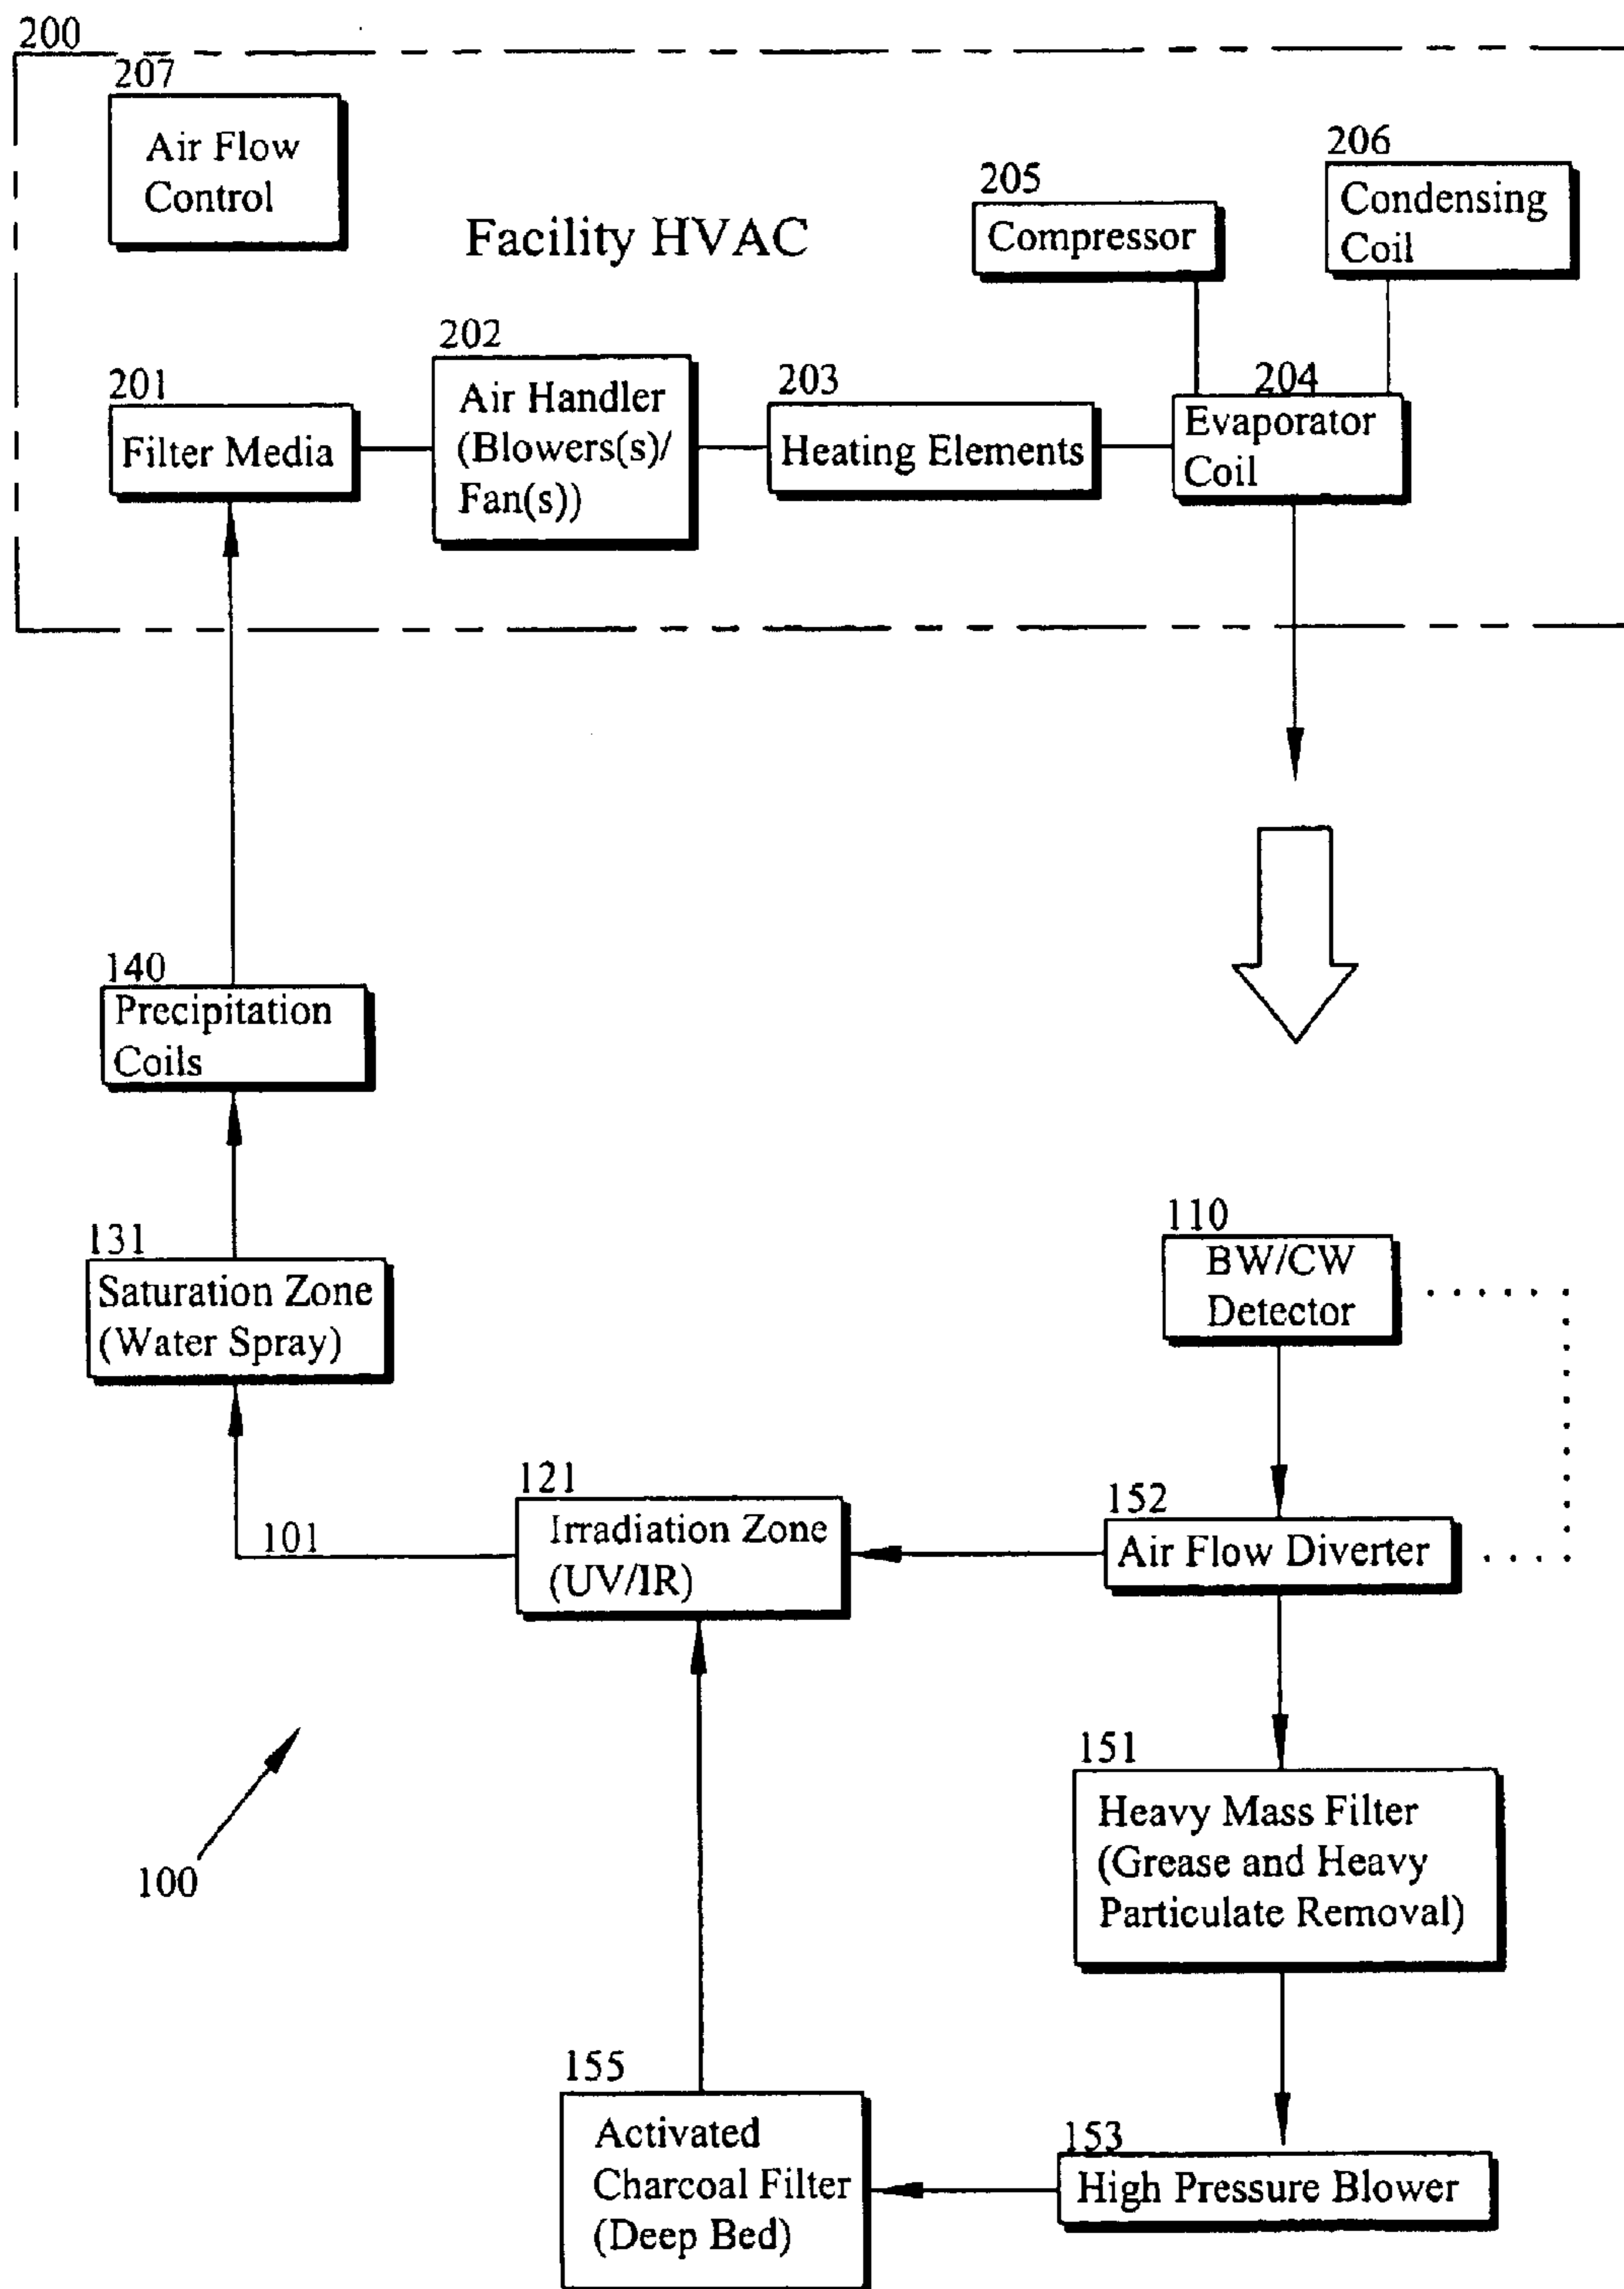 200
207
Air Flow
Control
Facility HVAC
205
Compressor
206
Condensing
Coil
201
Filter Media
202
Air Handler
(Blowers(s)/
Fan(s))
203
Heating Elements
204
Evaporator
Coil
140
Precipitation
Coils
131
Saturation Zone
(Water Spray)
110
BW/CW
Detector
101
121
Irradiation Zone
(UV/IR)
152
Air Flow Diverter
100
151
Heavy Mass Filter
(Grease and Heavy
Particulate Removal)
155
Activated
Charcoal Filter
(Deep Bed)
153
High Pressure Blower